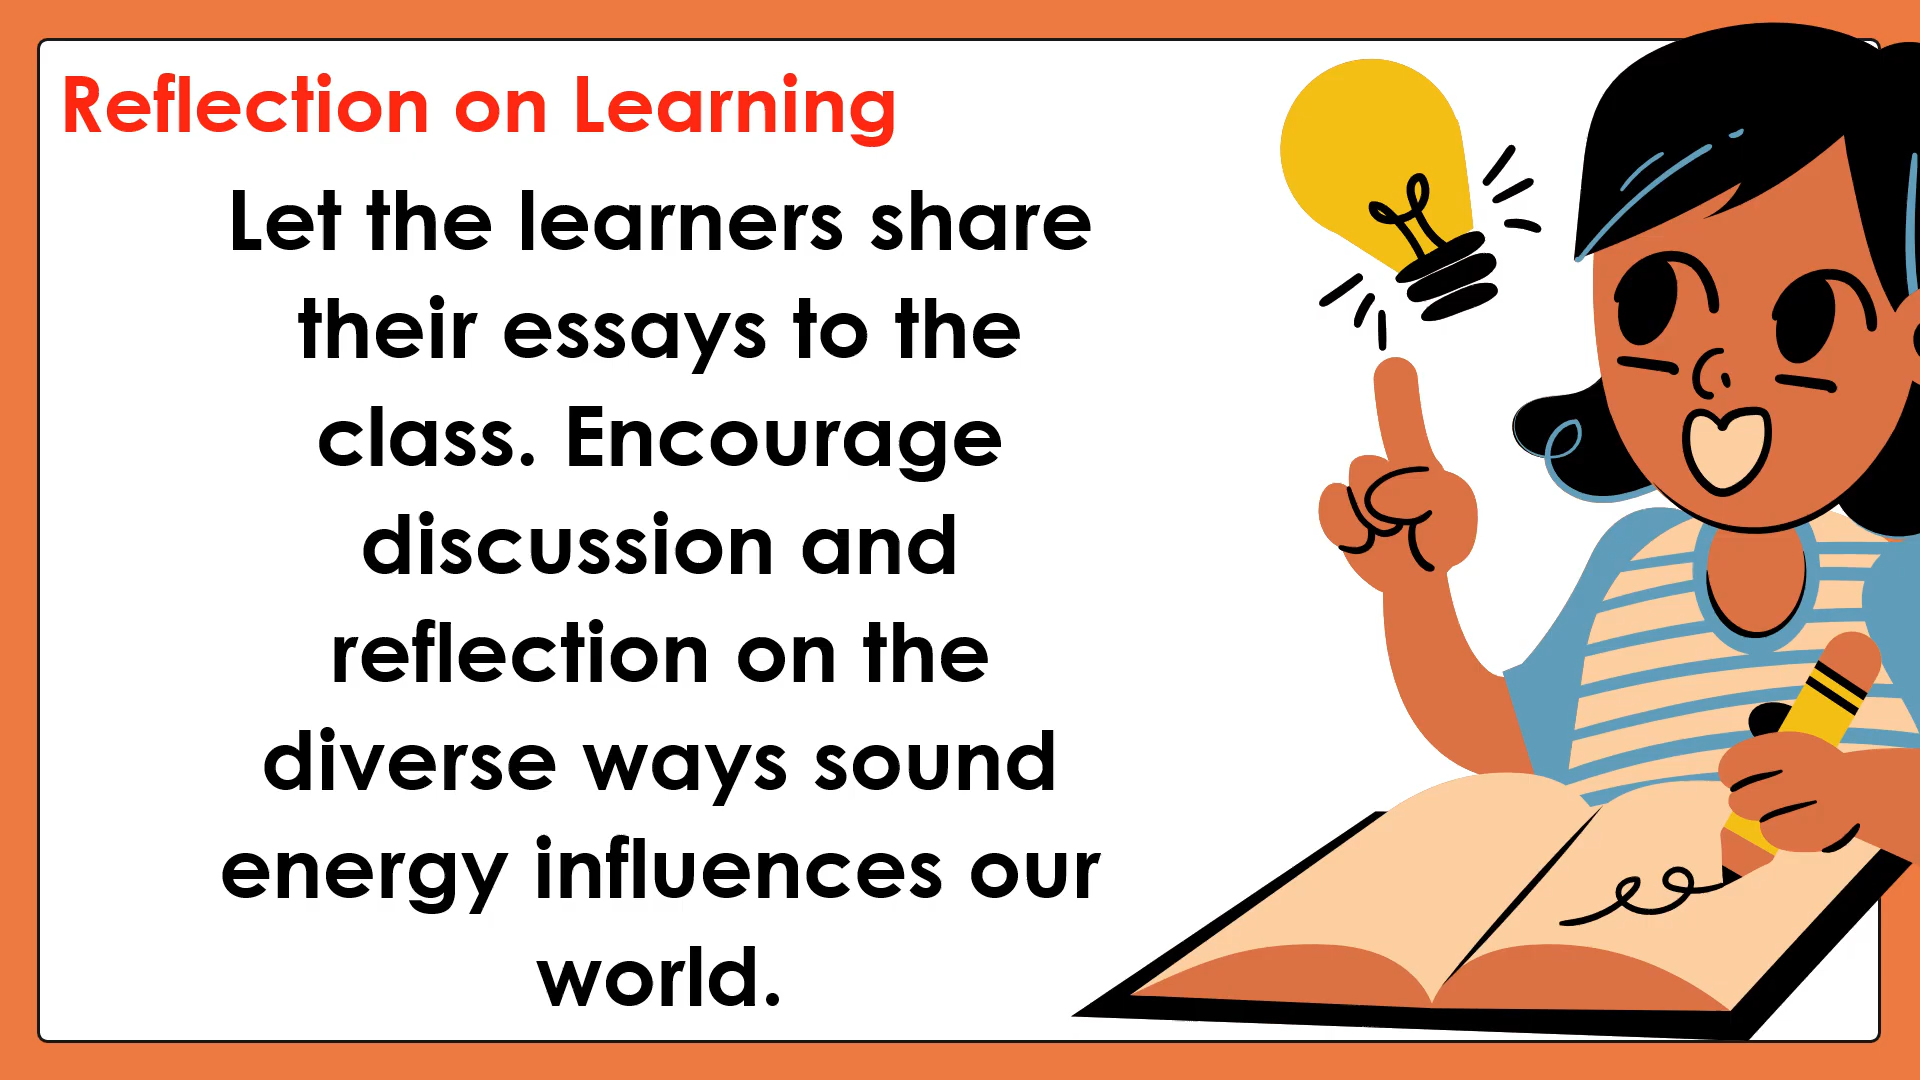 Reflection on Learning
Let the learners share
their essays to the
class. Encourage
discussion and
reflection on the
diverse ways sound
energy influences our
world.